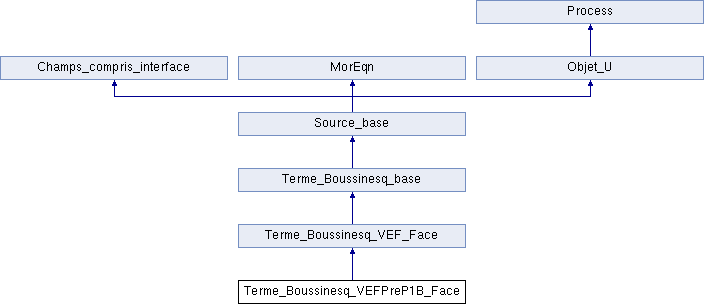 Process
Champs_compris_interface
MorEqn
Objet_U
Source_base
Terme_Boussinesq_base
Terme_Boussinesq_VEF_Face
Terme_Boussinesq_VEFPreP1B_Face